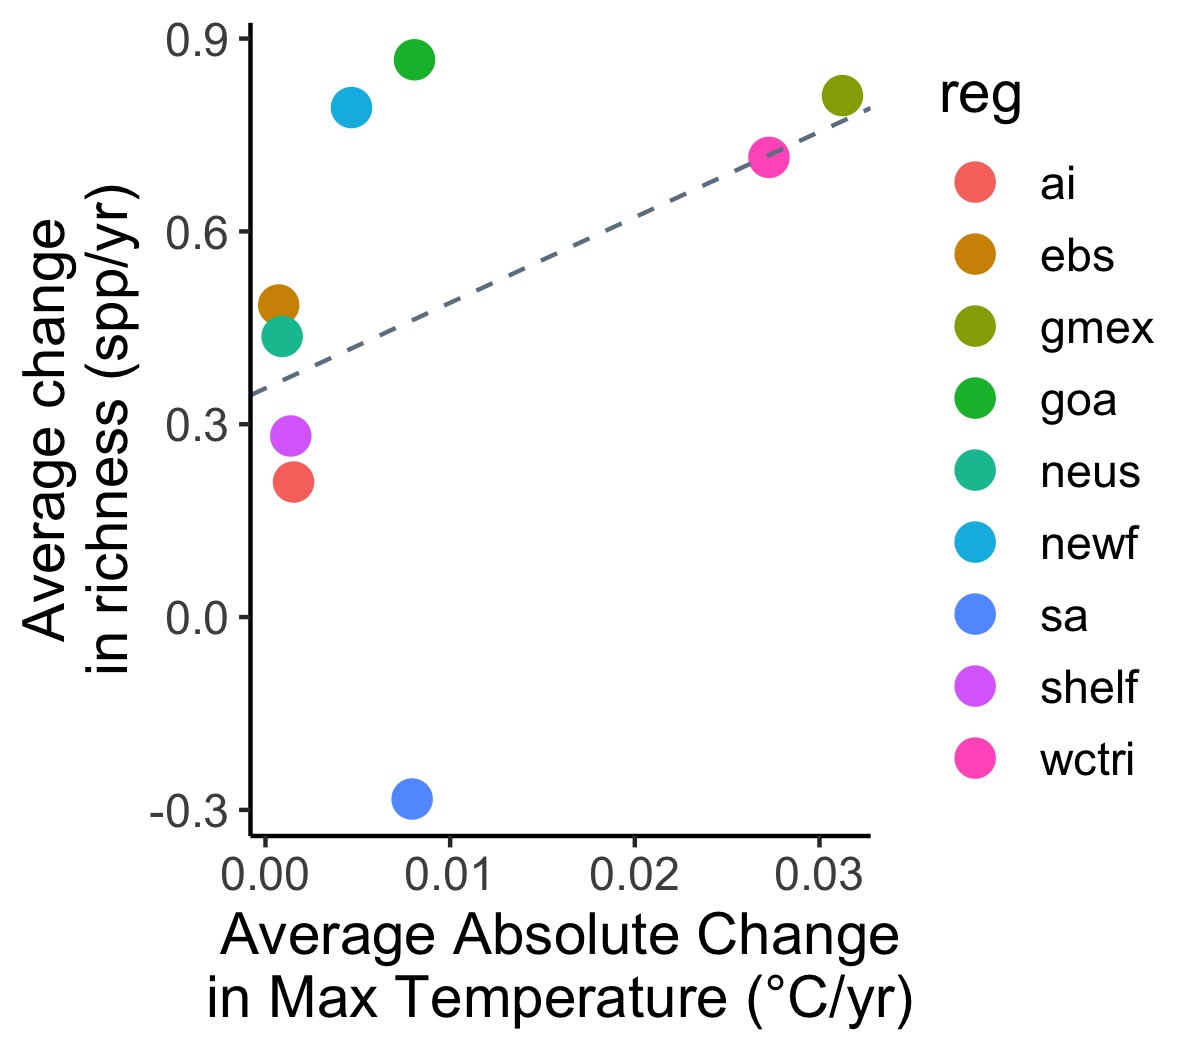 0.9
0.6
0.3
0.0
-0.3
Average change
in richness (spp/yr)
0.00 0.01 0.02 0.03
Average Absolute Change
in Max Temperature (°C/yr)
reg
ai
ebs
gmex
goa
neus
newf
sa
shelf
wctri